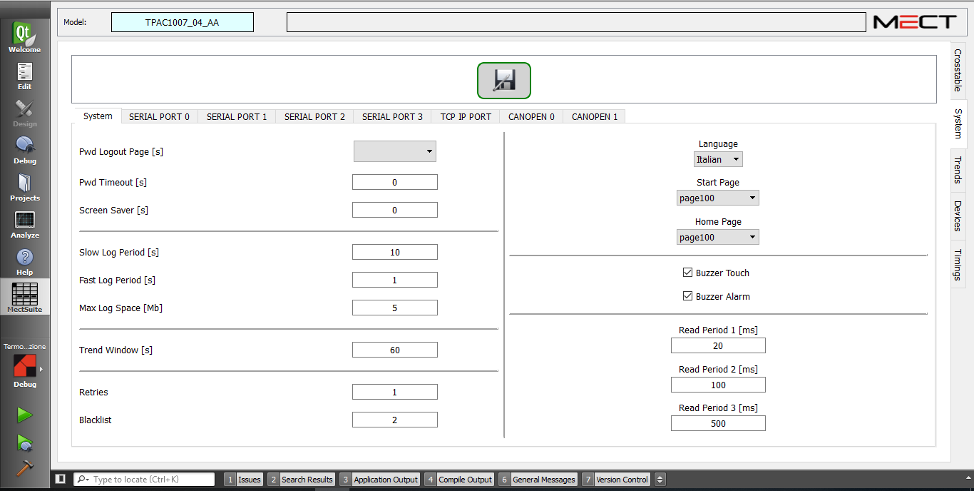 Model:
TPAC1007_04_AA
MECT
Qt
Welcome
Edit
Design
Debug
Projects
Analyze
Help
MectSuite
Termo...zione
Debug
System
SERIAL PORT 0
SERIAL PORT 1
SERIAL PORT 2
SERIAL PORT 3
TCP IP PORT
CANOPEN 0
CANOPEN 1
Pwd Logout Page [s]
Pwd Timeout [s]
0
Screen Saver [s]
0
Slow Log Period [s]
10
Fast Log Period [s]
1
Max Log Space [Mb]
5
Trend Window [s]
60
Retries
1
Blacklist
2
Language
Italian
Start Page
page100
Home Page
page100
Buzzer Touch
Buzzer Alarm
Read Period 1 [ms]
20
Read Period 2 [ms]
100
Read Period 3 [ms]
500
Crosstable
System
Trends
Devices
Timings
Type to locate (Ctrl+K)
1 Issues
2 Search Results
3 Application Output
4 Compile Output
6 General Messages
7 Version Control